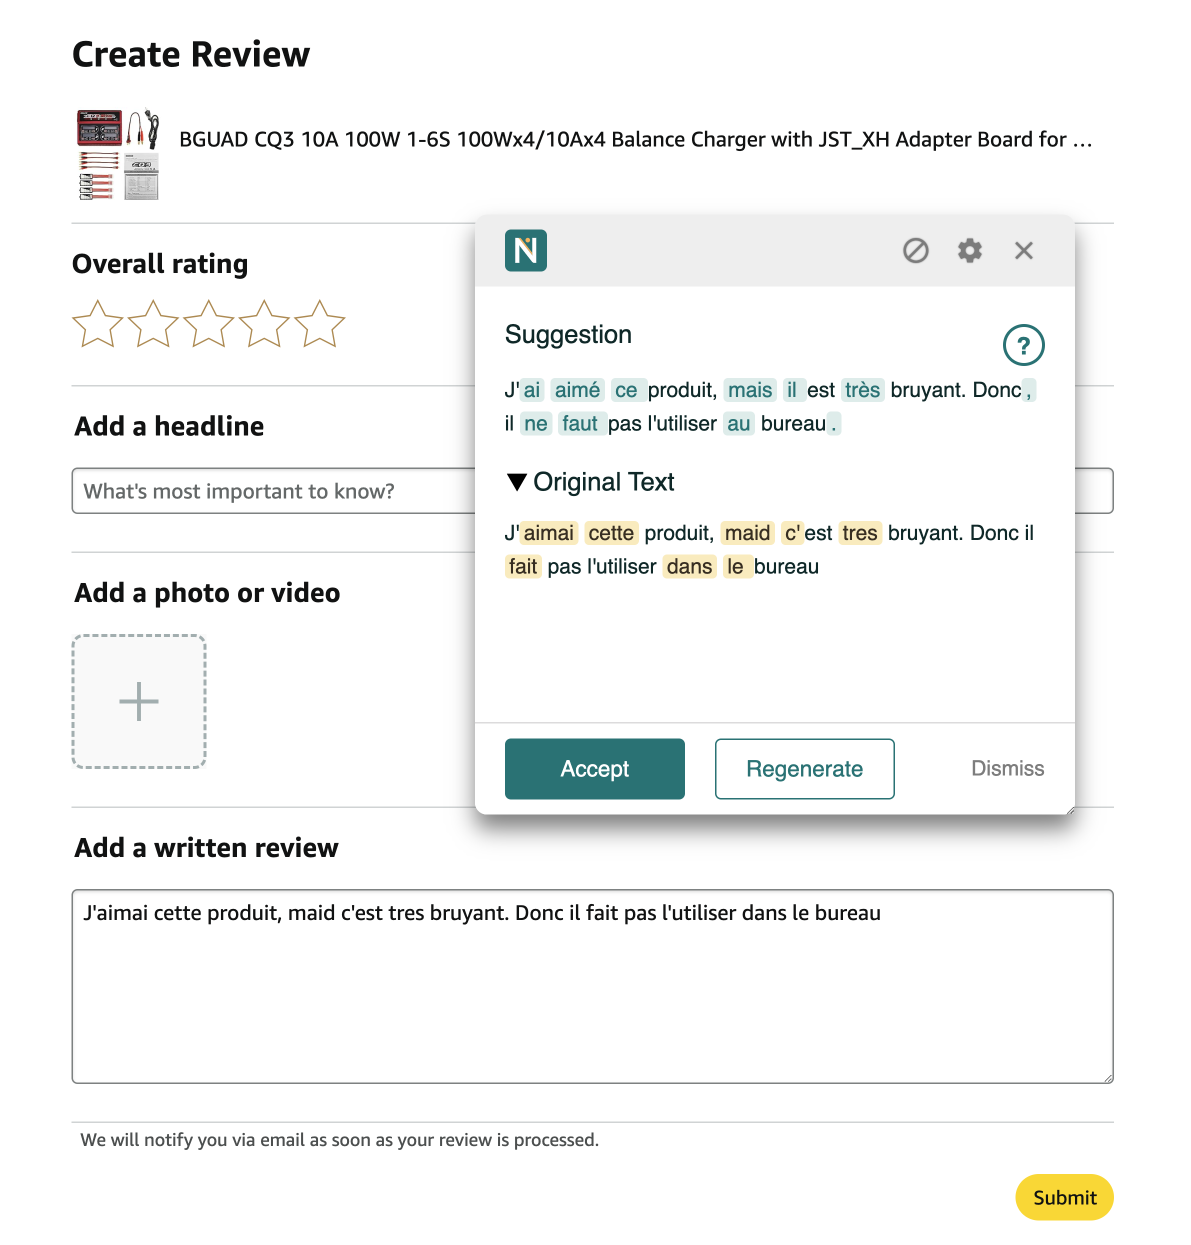 Create Review
BGUAD CQ3 10A 100W 1-6S 100Wx4/10Ax4 Balance Charger with JST_XH Adapter Board for …
Overall rating
N
Suggestion
?
J'ai aimé ce produit, mais il est très bruyant. Donc,
il ne faut pas l'utiliser au bureau.
▼ Original Text
J'aimai cette produit, maid c'est tres bruyant. Donc il
fait pas l'utiliser dans le bureau
Accept Regenerate Dismiss
Add a headline
What's most important to know?
Add a photo or video
Add a written review
J'aimai cette produit, maid c'est tres bruyant. Donc il fait pas l'utiliser dans le bureau
We will notify you via email as soon as your review is processed.
Submit